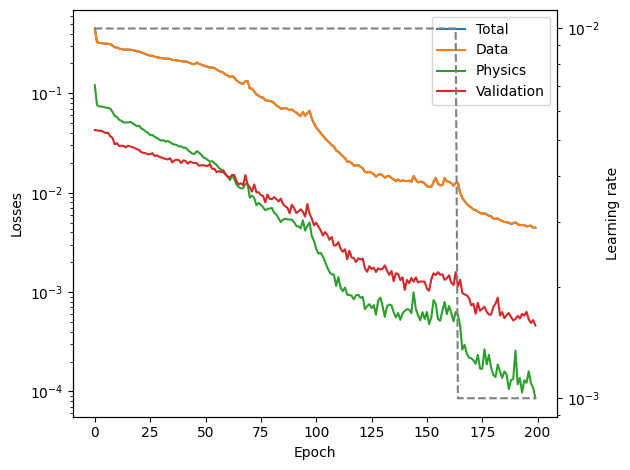 Total
Data
Physics
Validation
10⁻¹
10⁻²
10⁻³
10⁻⁴
Losses
10⁻²
10⁻³
Learning rate
0 25 50 75 100 125 150 175 200
Epoch